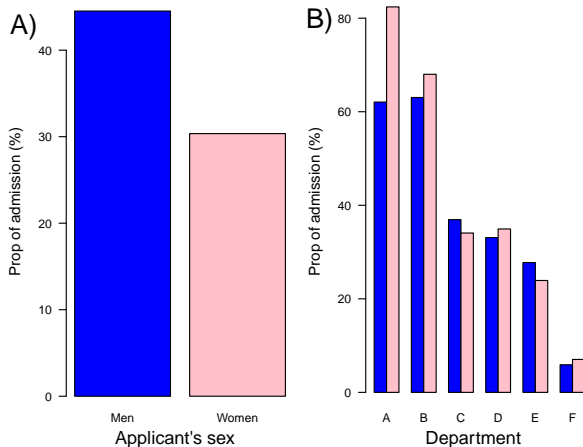 A)
Prop of admission (%)
40
30
20
10
0
Men Women
Applicant's sex
B)
Prop of admission (%)
80
60
40
20
0
A B C D E F
Department